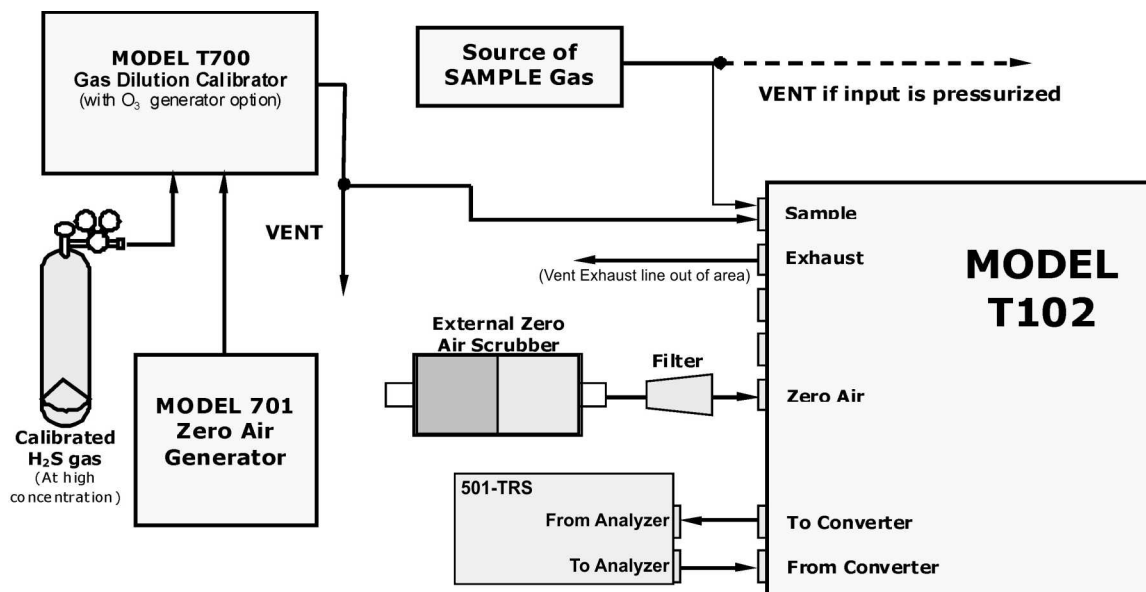 MODEL T700
Gas Dilution Calibrator
(with O₃ generator option)
Source of
SAMPLE Gas
VENT if input is pressurized
VENT
Sample
Exhaust
(Vent Exhaust line out of area)
MODEL
T102
External Zero
Air Scrubber
Filter
Zero Air
MODEL 701
Zero Air
Generator
Calibrated
H₂S gas
(At high
concentration)
501-TRS
From Analyzer
To Analyzer
To Converter
From Converter